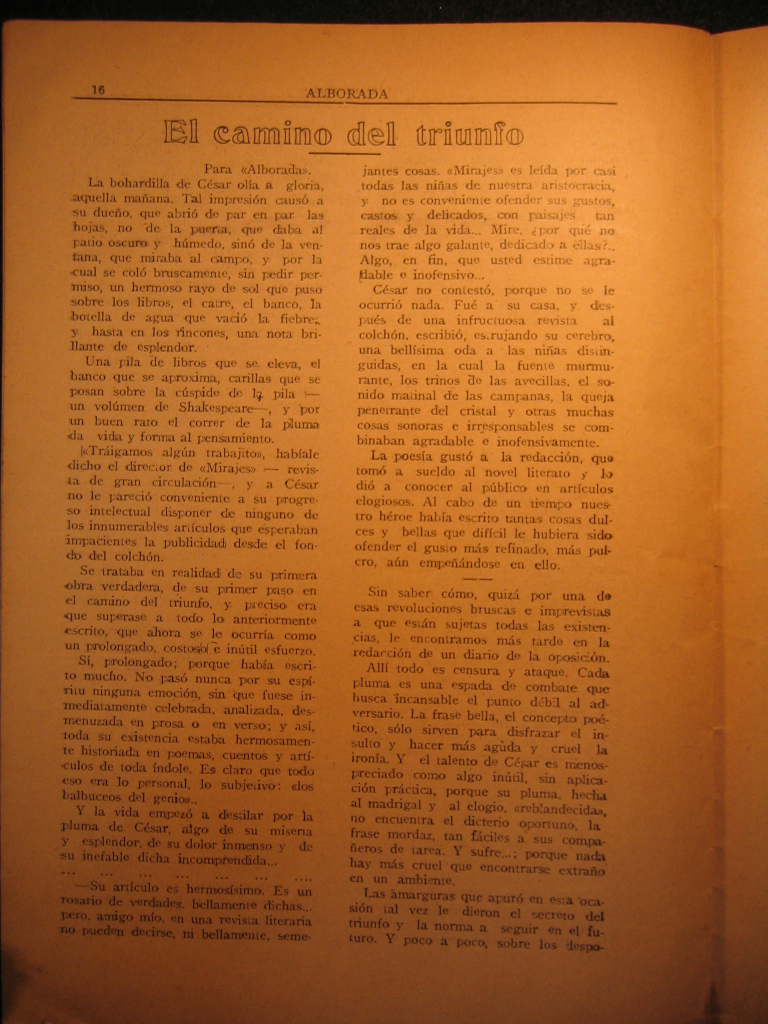 16
ALBORADA
El camino del triunfo
Para «Alborada».
La bohardilla de César olía a gloria,
aquella mañana. Tal impresión causó a
su dueño, que abrió de par en par las
hojas, no de la puerta, que daba al
patio oscuro y húmedo, sinó de la ven-
tana, que miraba al campo, y por la
cual se coló bruscamente, sin pedir per-
miso, un hermoso rayo de sol que puso
sobre los libros, el catre, el banco, la
botella de agua que vació la fiebre,
y hasta en los rincones, una nota bri-
llante de esplendor.
Una pila de libros que se eleva, el
banco que se aproxima, carillas que se
posan sobre la cúspide de la pila —
un volúmen de Shakespeare—, y por
un buen rato el correr de la pluma
da vida y forma al pensamiento.
«Tráigamos algún trabajito», habíale
dicho el director de «Mirajes» — revis-
ta de gran circulación—, y a César
no le pareció conveniente a su progre-
so intelectual disponer de ninguno de
los innumerables artículos que esperaban
impacientes la publicidad desde el fon-
do del colchón.
Se trataba en realidad de su primera
obra verdadera, de su primer paso en
el camino del triunfo, y preciso era
que superase a todo lo anteriormente
escrito, que ahora se le ocurría como
un prolongado, costoso e inútil esfuerzo.
Sí, prolongado; porque había escri-
to mucho. No pasó nunca por su espí-
ritu ninguna emoción, sin que fuese in-
mediatamente celebrada, analizada, des-
menuzada en prosa o en verso; y así,
toda su existencia estaba hermosamen-
te historiada en poemas, cuentos y artí-
culos de toda índole. Es claro que todo
eso era lo personal, lo subjetivo: «los
balbuceos del genio»..
Y la vida empezó a destilar por la
pluma de César, algo de su miseria
y esplendor, de su dolor inmenso y de
su inefable dicha incomprendida...
... ... ... ... ... .... ....
—Su artículo es hermosísimo. Es un
rosario de verdades, bellamente dichas...
pero, amigo mío, en una revista literaria
no pueden decirse, ni bellamente, seme-
jantes cosas. «Mirajes» es leída por casi
todas las niñas de nuestra aristocracia,
y no es conveniente ofender sus gustos,
castos y delicados, con paisajes tan
reales de la vida... Mire, ¿por qué no
nos trae algo galante, dedicado a ellas?..
Algo, en fin, que usted estime agra-
dable e inofensivo...
César no contestó, porque no se le
ocurrió nada. Fué a su casa, y des-
pués de una infructuosa revista al
colchón, escribió, estrujando su cerebro,
una bellísima oda a las niñas distin-
guidas, en la cual la fuente murmu-
rante, los trinos de las avecillas, el so-
nido matinal de las campanas, la queja
penetrante del cristal y otras muchas
cosas sonoras e irresponsables se com-
binaban agradable e inofensivamente.
La poesía gustó a la redacción, que
tomó a sueldo al novel literato y lo
dió a conocer al público en artículos
elogiosos. Al cabo de un tiempo nues-
tro héroe había escrito tantas cosas dul-
ces y bellas que difícil le hubiera sido
ofender el gusto más refinado, más pul-
cro, aún empeñándose en ello.
Sin saber cómo, quizá por una de
esas revoluciones bruscas e imprevistas
a que están sujetas todas las existen-
cias, le encontramos más tarde en la
redacción de un diario de la oposición.
Allí todo es censura y ataque. Cada
pluma es una espada de combate que
busca incansable el punto débil al ad-
versario. La frase bella, el concepto poé-
tico, sólo sirven para disfrazar el in-
sulto y hacer más agúda y cruel la
ironía. Y el talento de César es menos-
preciado como algo inútil, sin aplica-
ción práctica, porque su pluma, hecha
al madrigal y al elogio, «reblandecida»,
no encuentra el dicterio oportuno, la
frase mordaz, tan fáciles a sus compa-
ñeros de tarea. Y sufre...; porque nada
hay más cruel que encontrarse extraño
en un ambiente.
Las amarguras que apuró en esta oca-
sión tal vez le dieron el secreto del
triunfo y la norma a seguir en el fu-
turo. Y poco a poco, sobre los despo-